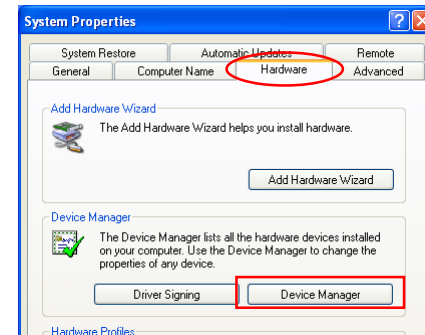 System Properties
System Restore Automatic Updates Remote
General Computer Name Hardware Advanced
Add Hardware Wizard
The Add Hardware Wizard helps you install hardware.
Add Hardware Wizard
Device Manager
The Device Manager lists all the hardware devices installed
on your computer. Use the Device Manager to change the
properties of any device.
Driver Signing Device Manager
Hardware Profiles